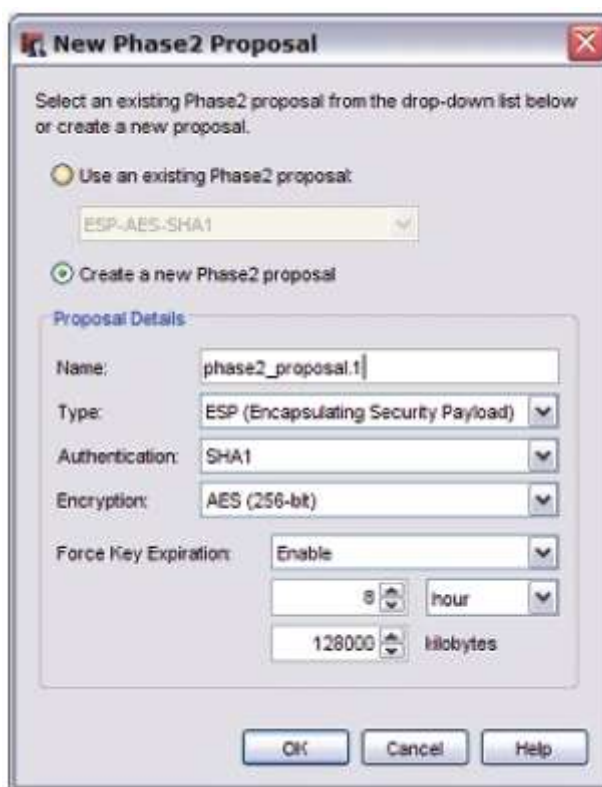 New Phase2 Proposal
Select an existing Phase2 proposal from the drop-down list below
or create a new proposal.
Use an existing Phase2 proposal:
ESP-AES-SHA1
Create a new Phase2 proposal
Proposal Details
Name: phase2_proposal.1
Type: ESP (Encapsulating Security Payload)
Authentication: SHA1
Encryption: AES (256-bit)
Force Key Expiration: Enable
8 hour
128000 kilobytes
OK Cancel Help